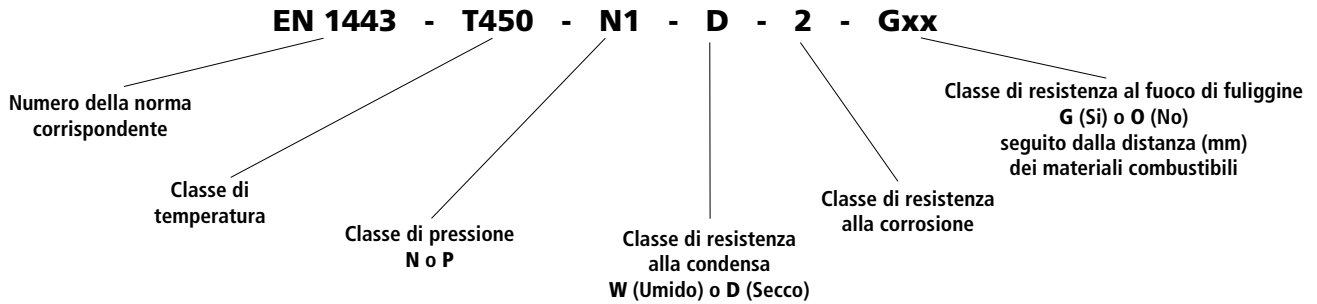 EN 1443 - T450 - N1 - D - 2 - Gxx
Numero della norma
corrispondente
Classe di
temperatura
Classe di pressione
N o P
Classe di resistenza
alla condensa
W (Umido) o D (Secco)
Classe di resistenza
alla corrosione
Classe di resistenza al fuoco di fuliggine
G (Si) o O (No)
seguito dalla distanza (mm)
dei materiali combustibili